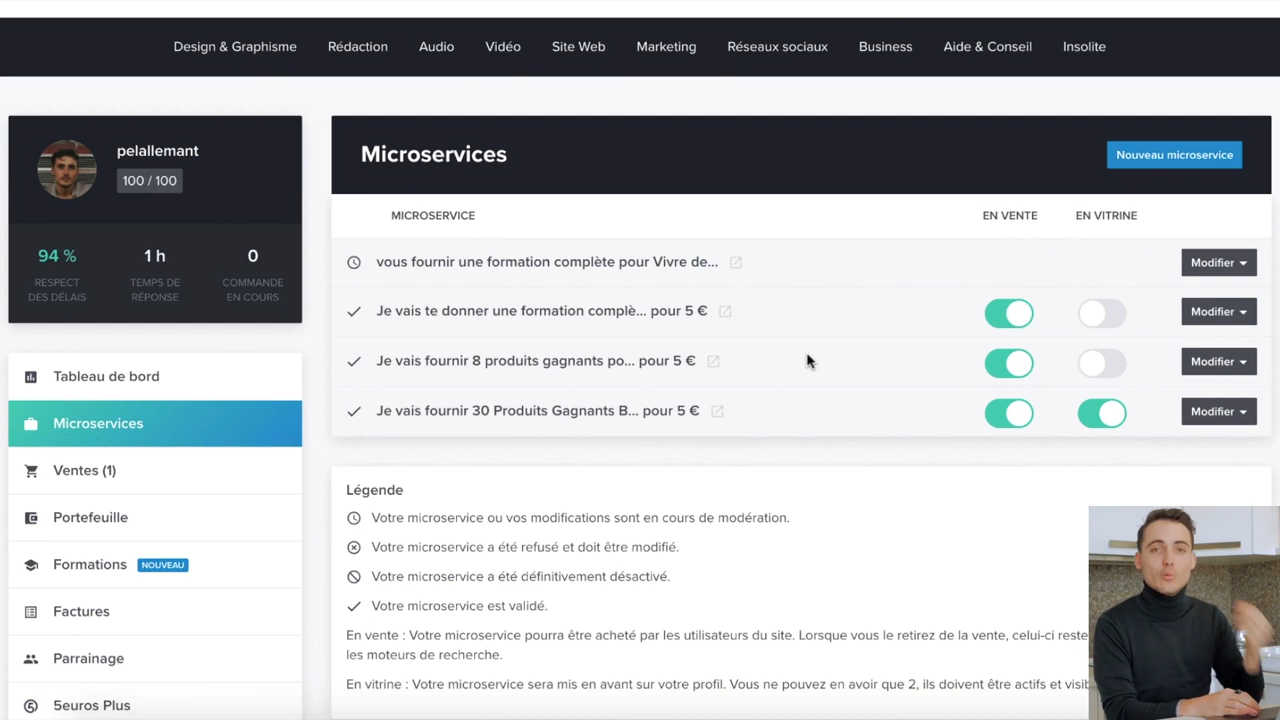 Design & Graphisme Rédaction Audio Vidéo Site Web Marketing Réseaux sociaux Business Aide & Conseil Insolite
pelallemant
100 / 100
94 % 1 h 0
RESPECT DES DÉLAIS TEMPS DE RÉPONSE COMMANDE EN COURS
Tableau de bord
Microservices
Ventes (1)
Portefeuille
Formations NOUVEAU
Factures
Parrainage
5euros Plus
Microservices Nouveau microservice
MICROSERVICE EN VENTE EN VITRINE
vous fournir une formation complète pour Vivre de... Modifier
Je vais te donner une formation complè... pour 5 € Modifier
Je vais fournir 8 produits gagnants po... pour 5 € Modifier
Je vais fournir 30 Produits Gagnants B... pour 5 € Modifier
Légende
Votre microservice ou vos modifications sont en cours de modération.
Votre microservice a été refusé et doit être modifié.
Votre microservice a été définitivement désactivé.
Votre microservice est validé.
En vente : Votre microservice pourra être acheté par les utilisateurs du site. Lorsque vous le retirez de la vente, celui-ci reste
les moteurs de recherche.
En vitrine : Votre microservice sera mis en avant sur votre profil. Vous ne pouvez en avoir que 2, ils doivent être actifs et